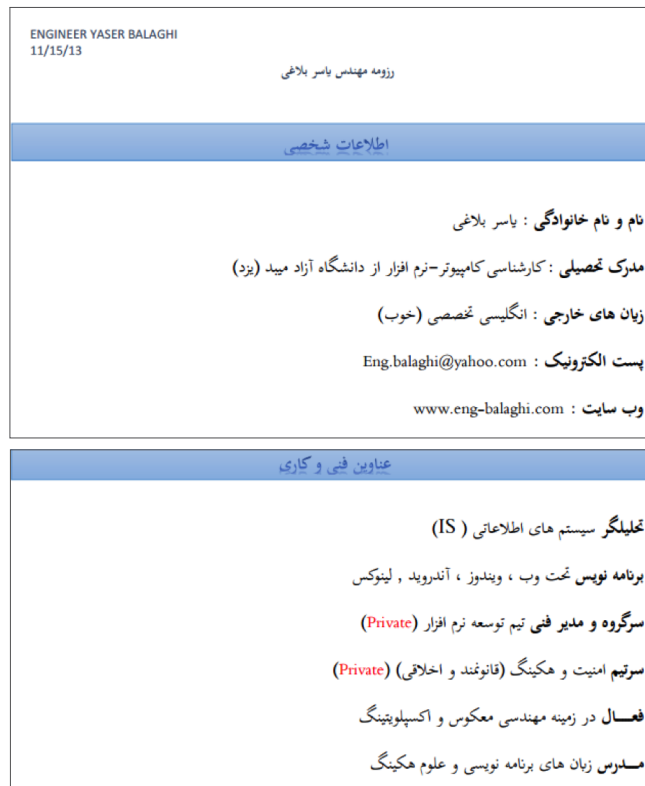 ENGINEER YASER BALAGHI
11/15/13
رزومه مهندس یاسر بلاغی
اطلاعات شخصی
نام و نام خانوادگی : یاسر بلاغی
مدرک تحصیلی : کارشناسی کامپیوتر-نرم افزار از دانشگاه آزاد میبد (یزد)
زبان های خارجی : انگلیسی تخصصی (خوب)
پست الکترونیک : Eng.balaghi@yahoo.com
وب سایت : www.eng-balaghi.com
عناوین فنی و کاری
تحلیلگر سیستم های اطلاعاتی ( IS)
برنامه نویس تحت وب ، ویندوز ، آندروید , لینوکس
سرگروه و مدیر فنی تیم توسعه نرم افزار (Private)
سرتیم امنیت و هکینگ (قانونمند و اخلاقی) (Private)
فعـــال در زمینه مهندسی معکوس و اکسپلویتینگ
مـــدرس زبان های برنامه نویسی و علوم هکینگ